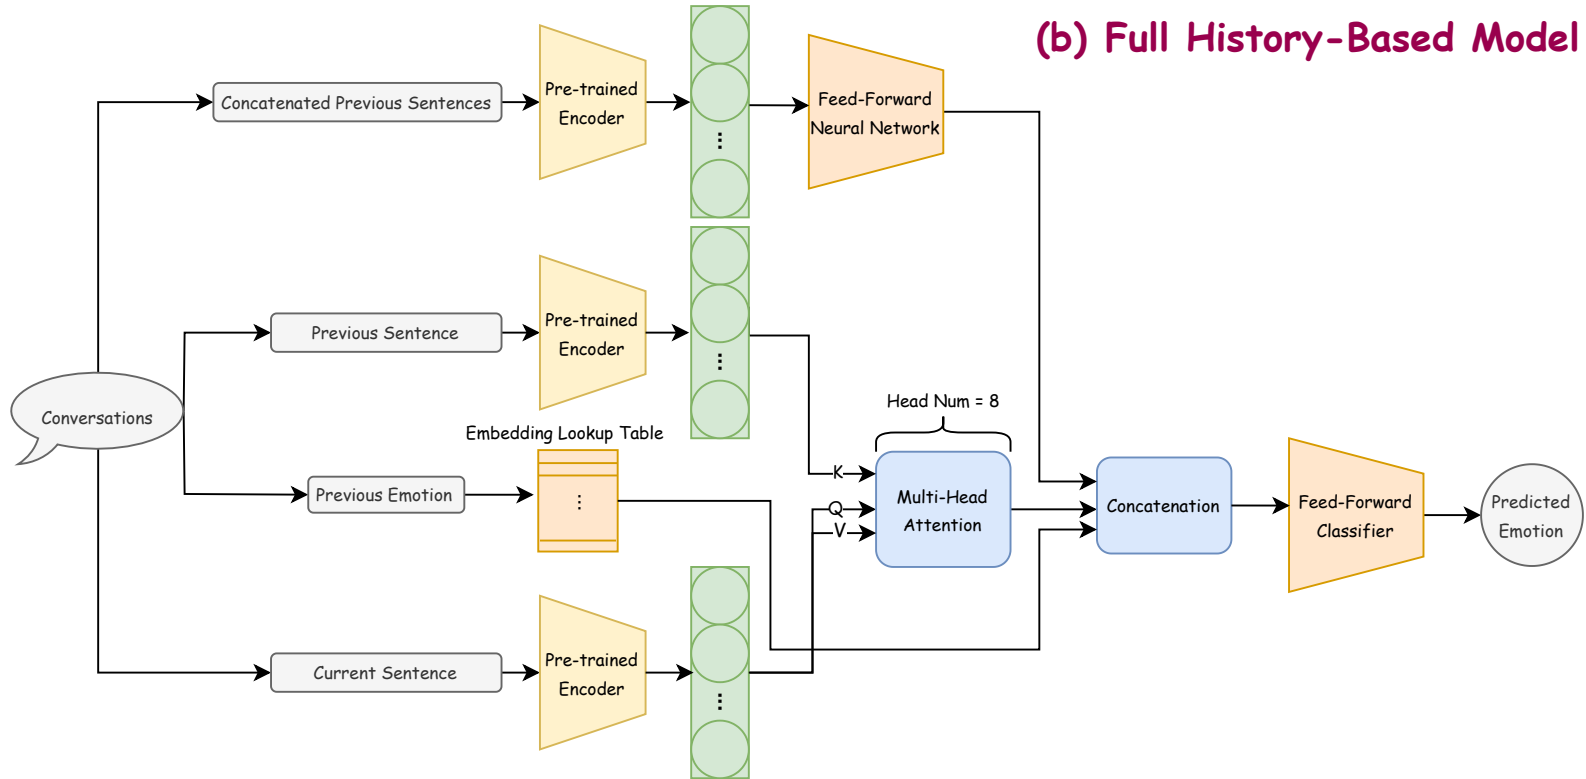 (b) Full History-Based Model
Concatenated Previous Sentences
Pre-trained
Encoder
⋮
Feed-Forward
Neural Network
Previous Sentence
Pre-trained
Encoder
⋮
Conversations
Head Num = 8
Embedding Lookup Table
Previous Emotion
⋮
K
Q
V
Multi-Head
Attention
Concatenation
Feed-Forward
Classifier
Predicted
Emotion
Current Sentence
Pre-trained
Encoder
⋮